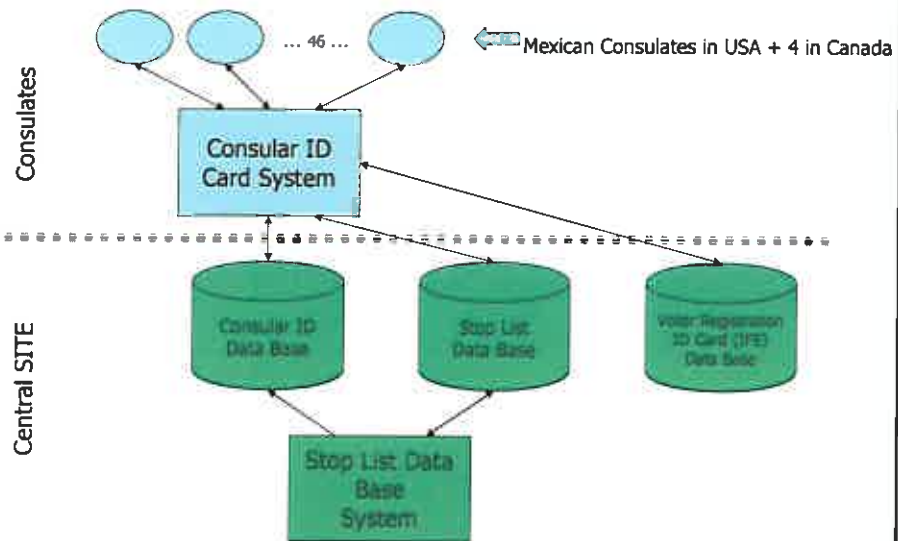 ... 46 ...
Mexican Consulates in USA + 4 in Canada
Consulates
Consular ID
Card System
Central SITE
Consular ID
Data Base
Stop List
Data Base
Voter Registration
ID Card (IFE)
Data Base
Stop List Data
Base
System